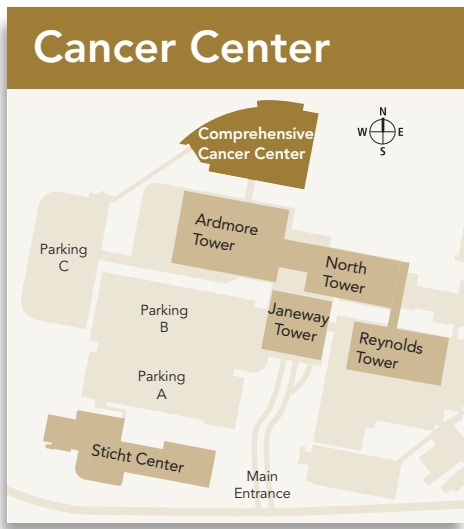 Cancer Center
N
W E
S
Comprehensive
Cancer Center
Ardmore
Tower
Parking
C
North
Tower
Parking
B
Janeway
Tower
Reynolds
Tower
Parking
A
Sticht Center
Main
Entrance